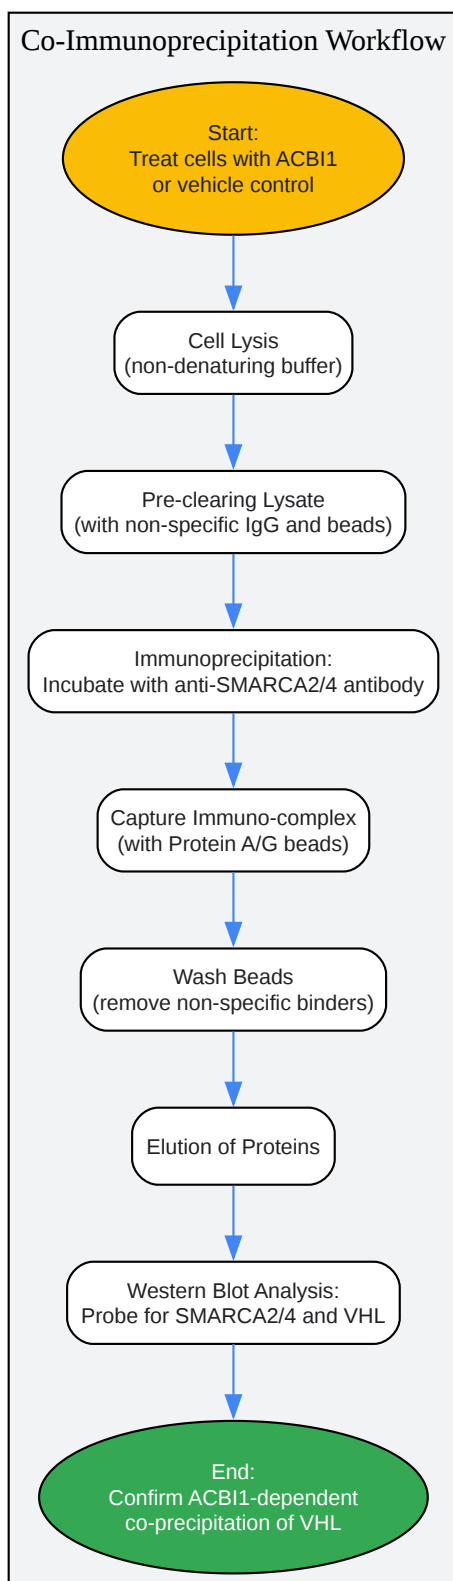 Co-Immunoprecipitation Workflow
Start:
Treat cells with ACBI1
or vehicle control
Cell Lysis
(non-denaturing buffer)
Pre-clearing Lysate
(with non-specific IgG and beads)
Immunoprecipitation:
Incubate with anti-SMARCA2/4 antibody
Capture Immuno-complex
(with Protein A/G beads)
Wash Beads
(remove non-specific binders)
Elution of Proteins
Western Blot Analysis:
Probe for SMARCA2/4 and VHL
End:
Confirm ACBI1-dependent
co-precipitation of VHL